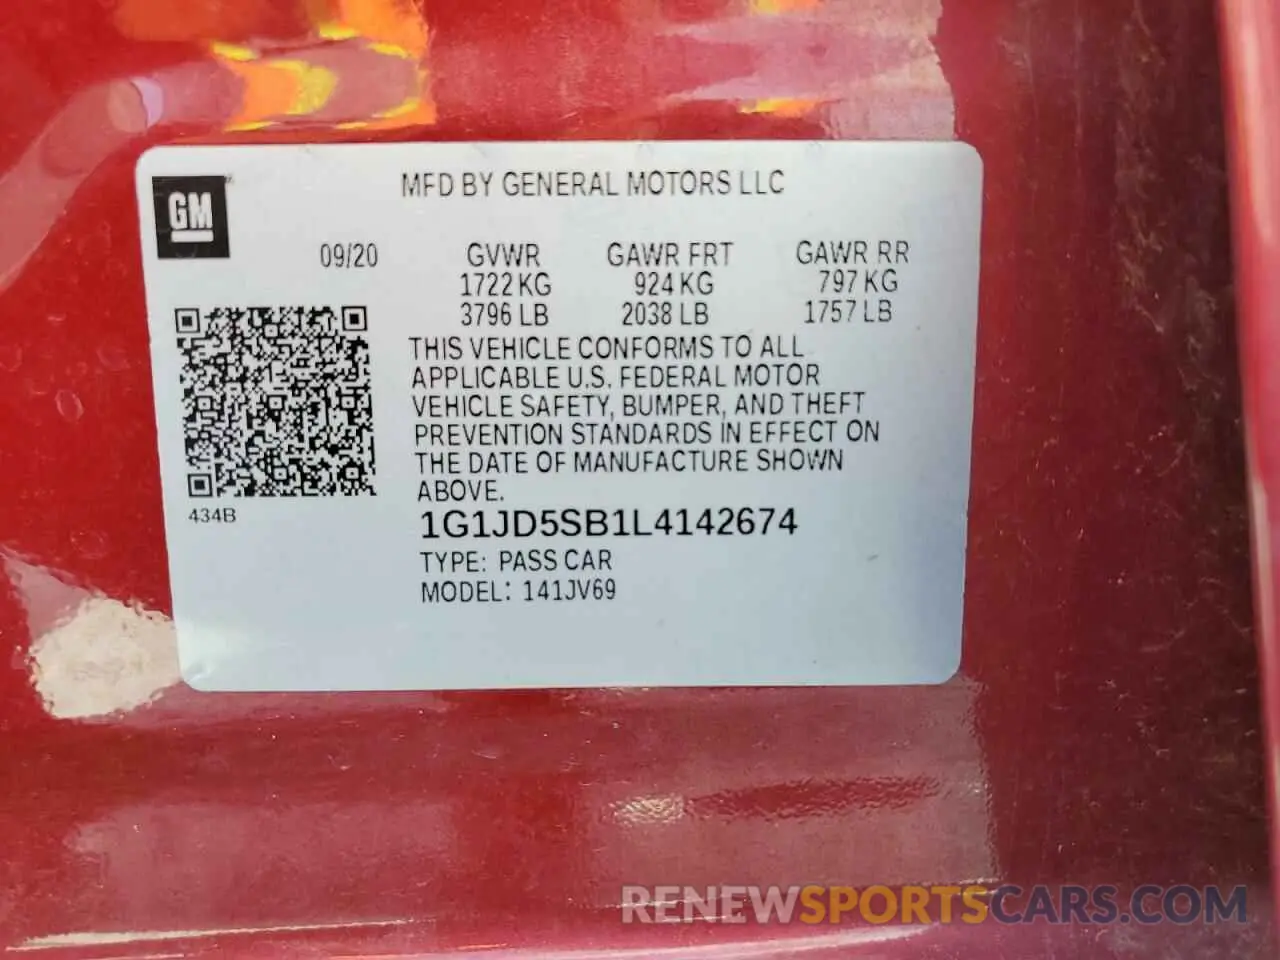 MFD BY GENERAL MOTORS LLC
GM
09/20 GVWR GAWR FRT GAWR RR
1722 KG 924 KG 797 KG
3796 LB 2038 LB 1757 LB
THIS VEHICLE CONFORMS TO ALL
APPLICABLE U.S. FEDERAL MOTOR
VEHICLE SAFETY, BUMPER, AND THEFT
PREVENTION STANDARDS IN EFFECT ON
THE DATE OF MANUFACTURE SHOWN
ABOVE.
434B
1G1JD5SB1L4142674
TYPE: PASS CAR
MODEL: 141JV69
RENEWSPORTSCARS.COM